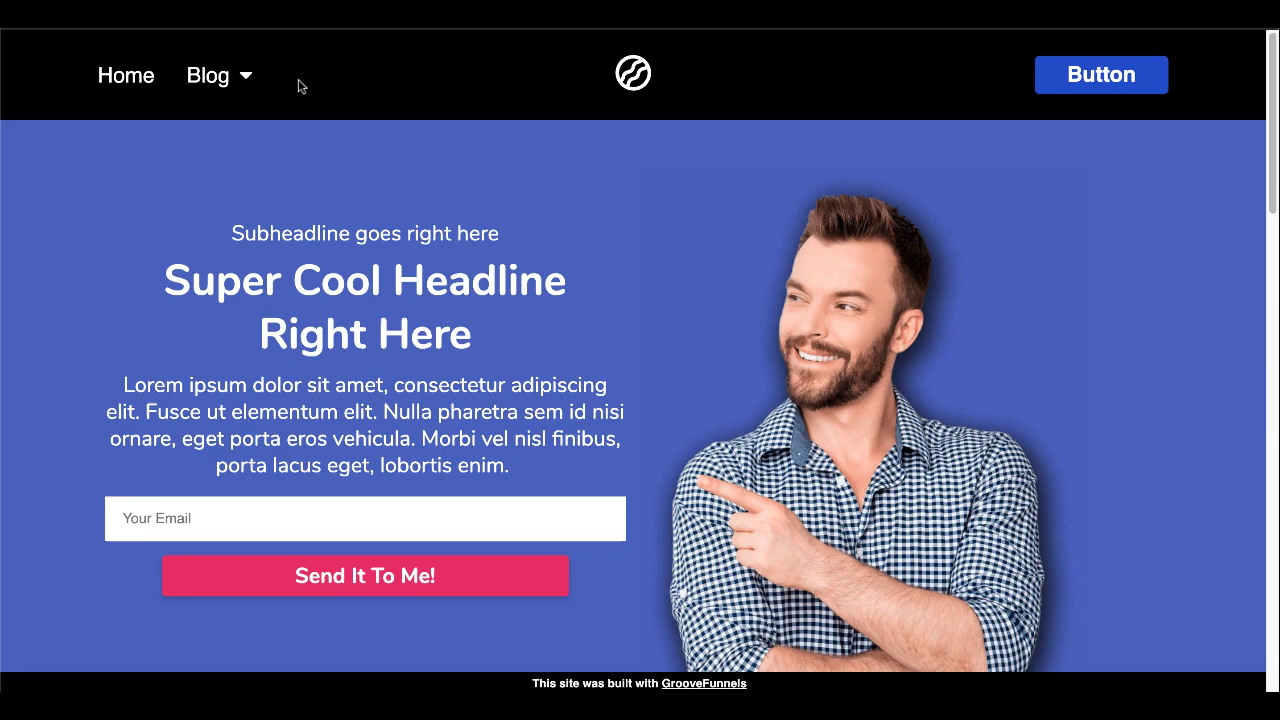 Home
Blog
Button
Subheadline goes right here
Super Cool Headline
Right Here
Lorem ipsum dolor sit amet, consectetur adipiscing
elit. Fusce ut elementum elit. Nulla pharetra sem id nisi
ornare, eget porta eros vehicula. Morbi vel nisl finibus,
porta lacus eget, lobortis enim.
Your Email
Send It To Me!
This site was built with GrooveFunnels